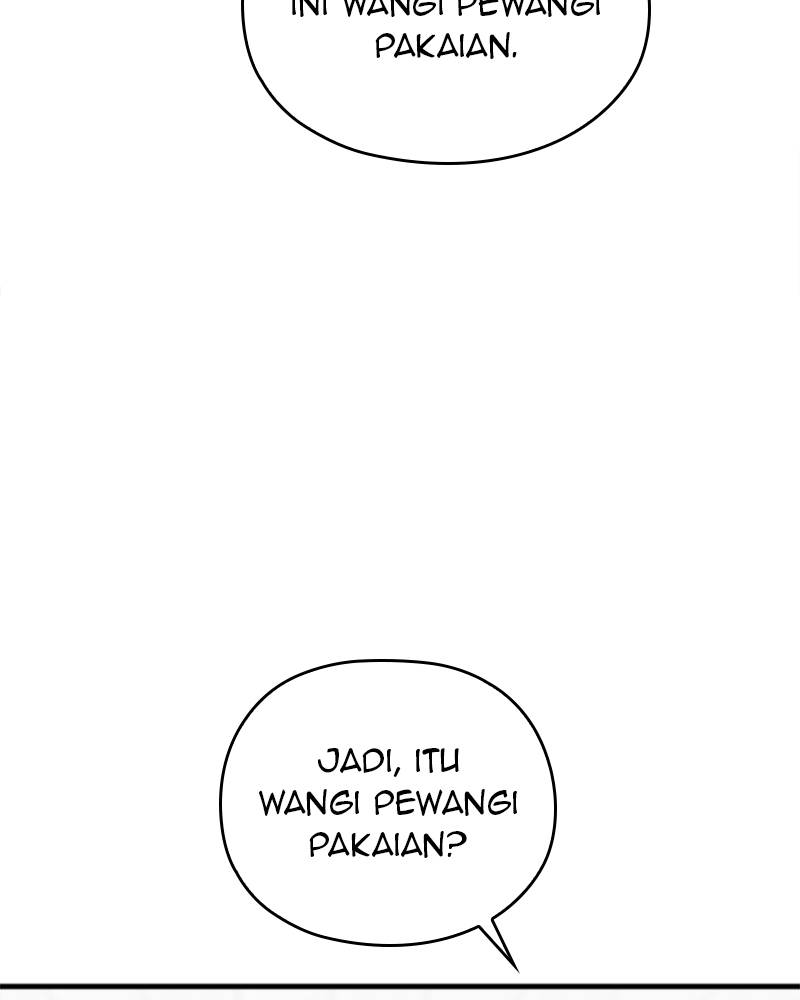 INI WANGI PEWANGI
PAKAIAN.
JADI, ITU
WANGI PEWANGI
PAKAIAN?